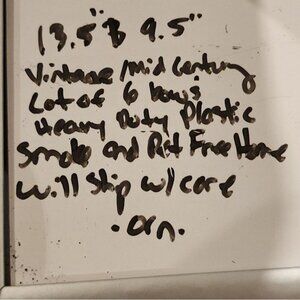 13.5" B 9.5"
Vintage/mid century
Lot of 6 bows
Heavy Duty Plastic
Smoke and Pet Free Home
will ship w/ care